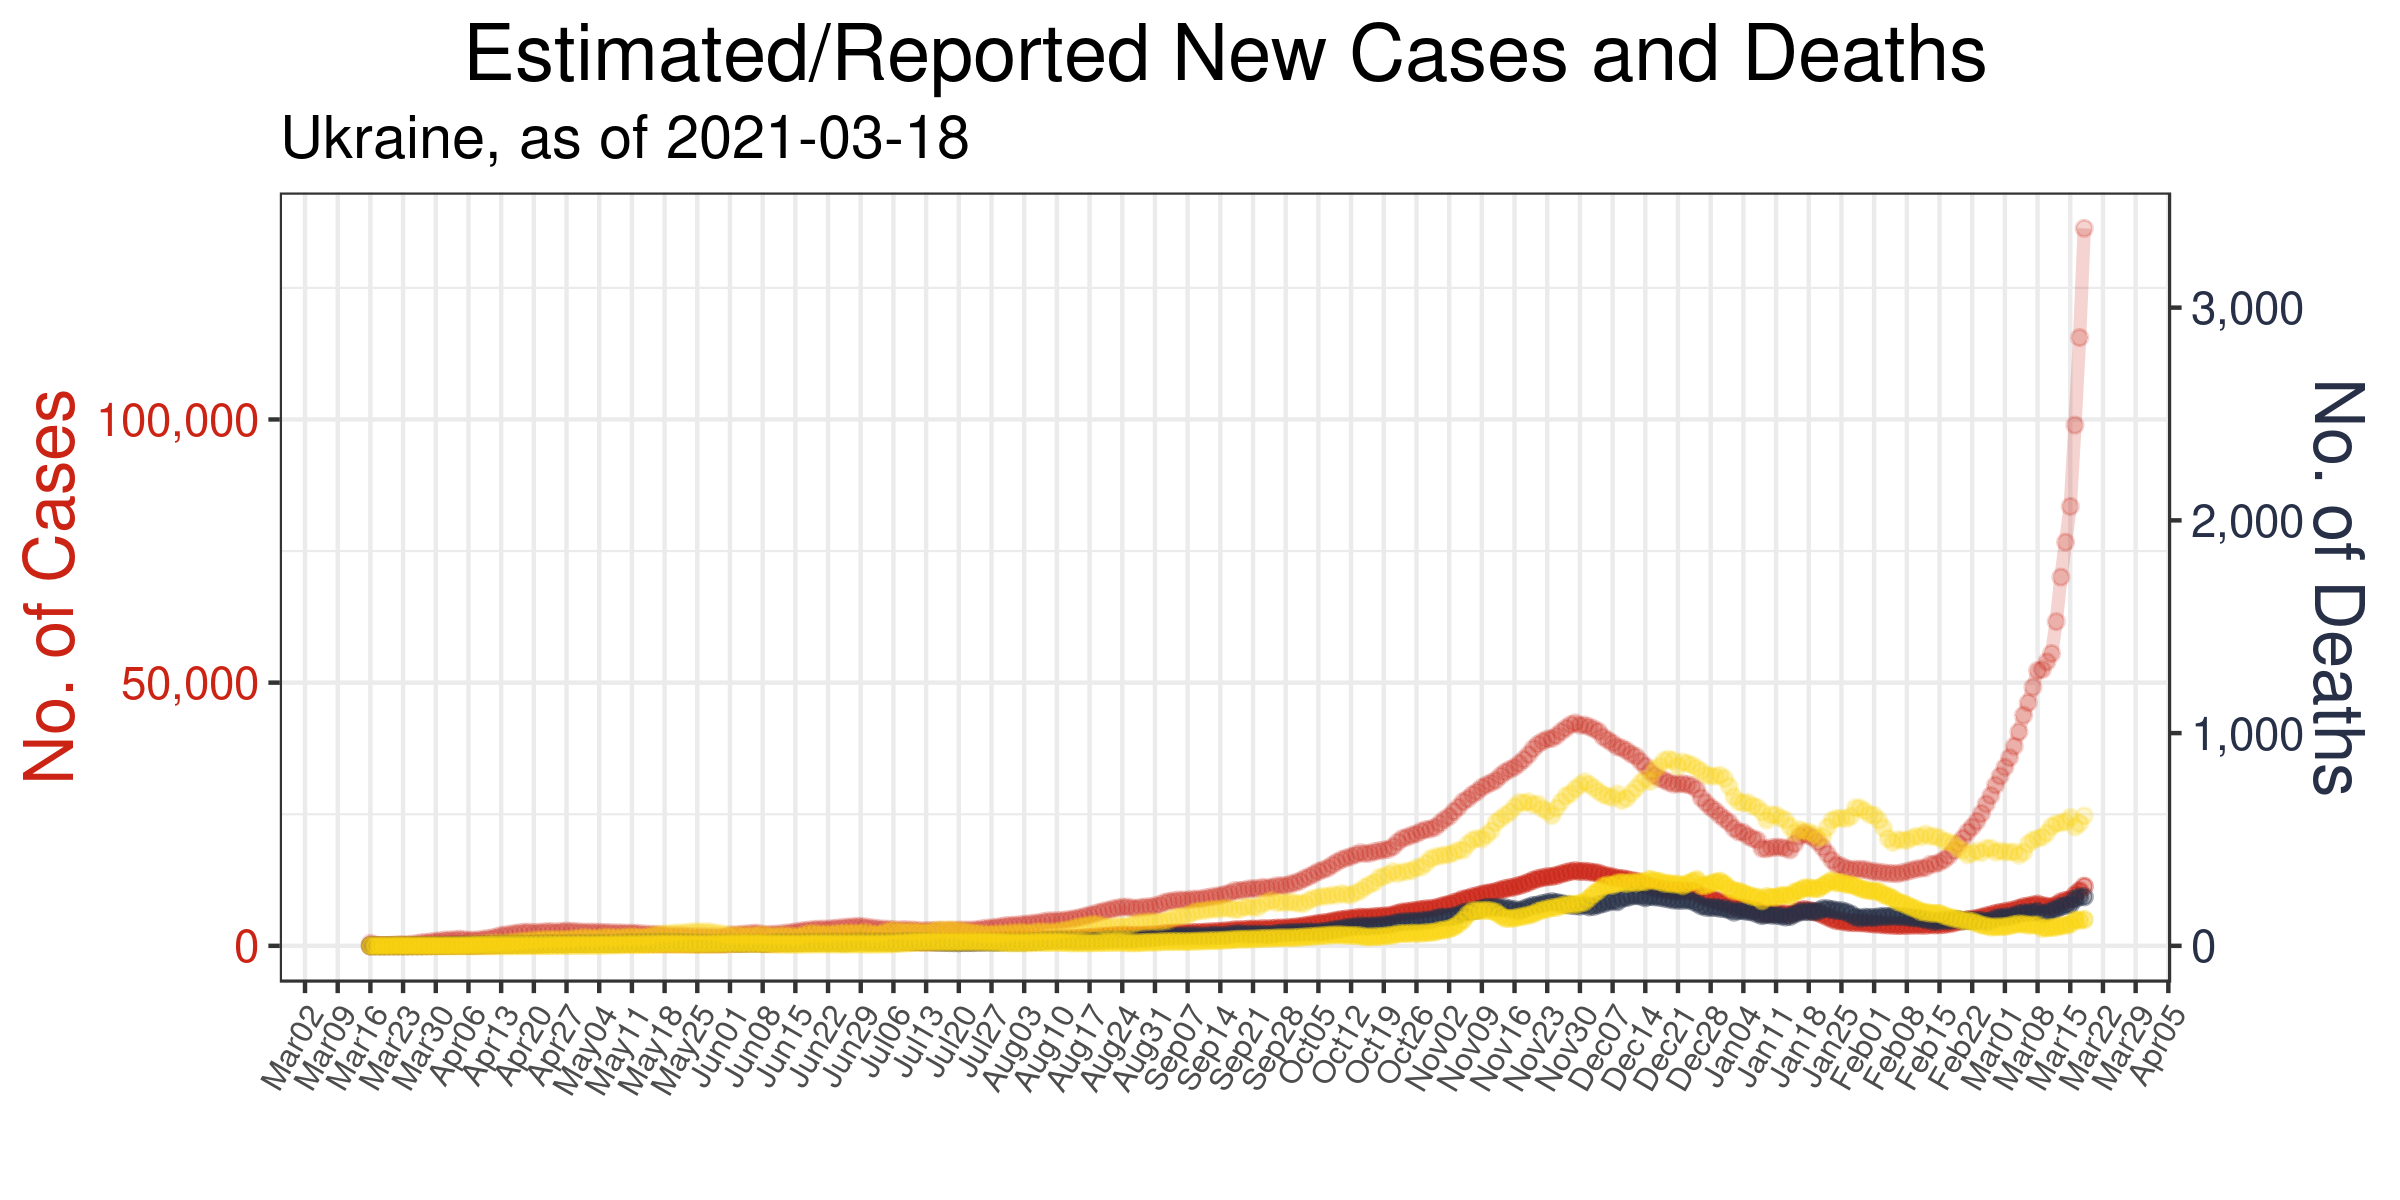 Estimated/Reported New Cases and Deaths
Ukraine, as of 2021-03-18
No. of Cases
100,000
50,000
0
3,000
2,000
1,000
0
No. of Deaths
Mar02
Mar09
Mar16
Mar23
Mar30
Apr06
Apr13
Apr20
Apr27
May04
May11
May18
May25
Jun01
Jun08
Jun15
Jun22
Jun29
Jul06
Jul13
Jul20
Jul27
Aug03
Aug10
Aug17
Aug24
Aug31
Sep07
Sep14
Sep21
Sep28
Oct05
Oct12
Oct19
Oct26
Nov02
Nov09
Nov16
Nov23
Nov30
Dec07
Dec14
Dec21
Dec28
Jan04
Jan11
Jan18
Jan25
Feb01
Feb08
Feb15
Feb22
Mar01
Mar08
Mar15
Mar22
Mar29
Apr05